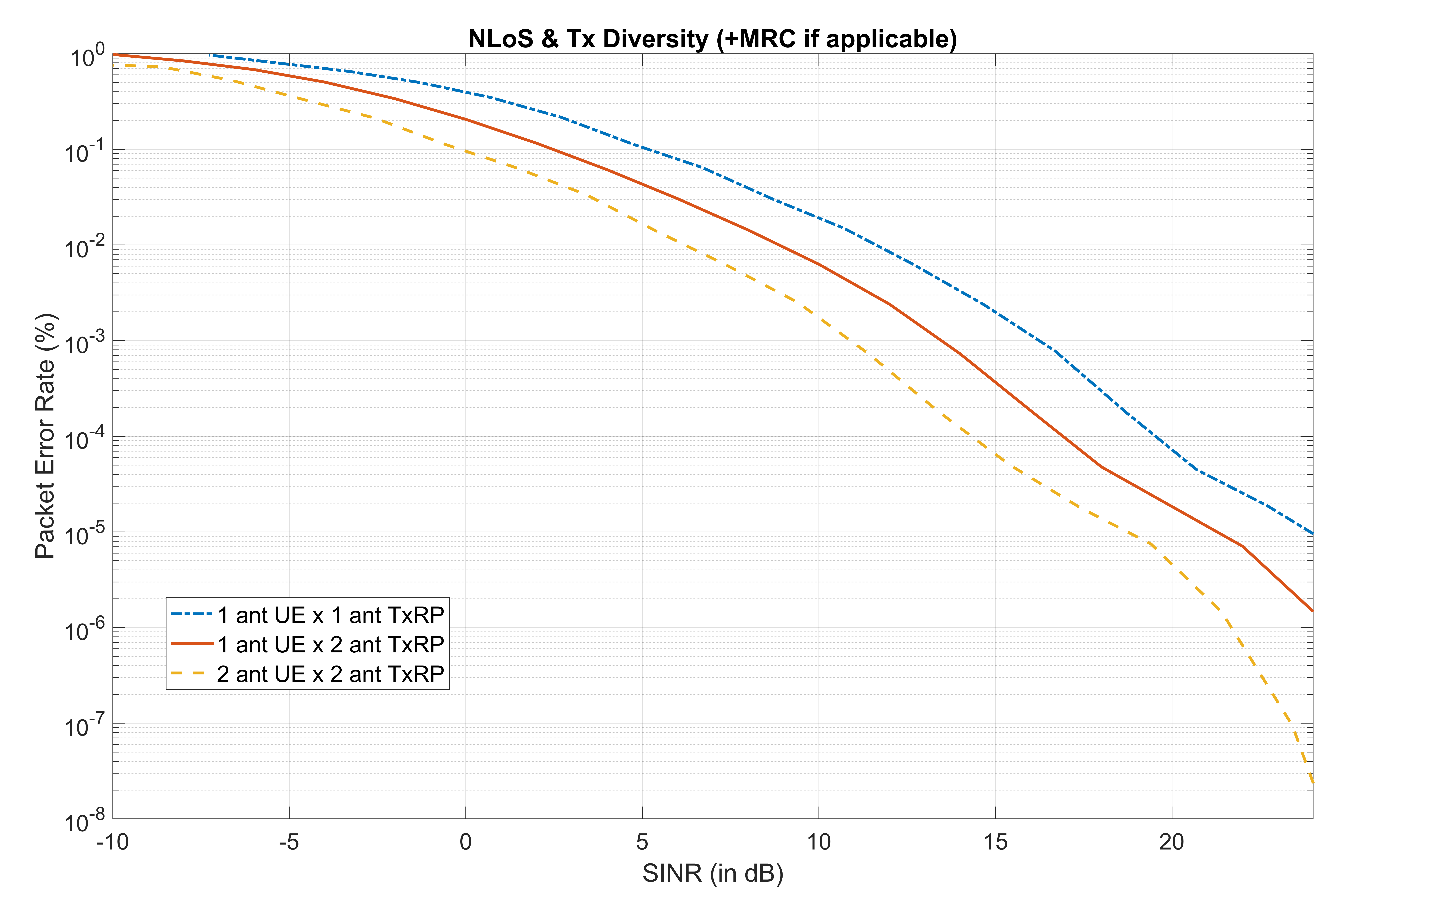 NLoS & Tx Diversity (+MRC if applicable)
10^0
10^-1
10^-2
10^-3
10^-4
10^-5
10^-6
10^-7
10^-8
Packet Error Rate (%)
1 ant UE x 1 ant TxRP
1 ant UE x 2 ant TxRP
2 ant UE x 2 ant TxRP
-10 -5 0 5 10 15 20
SINR (in dB)